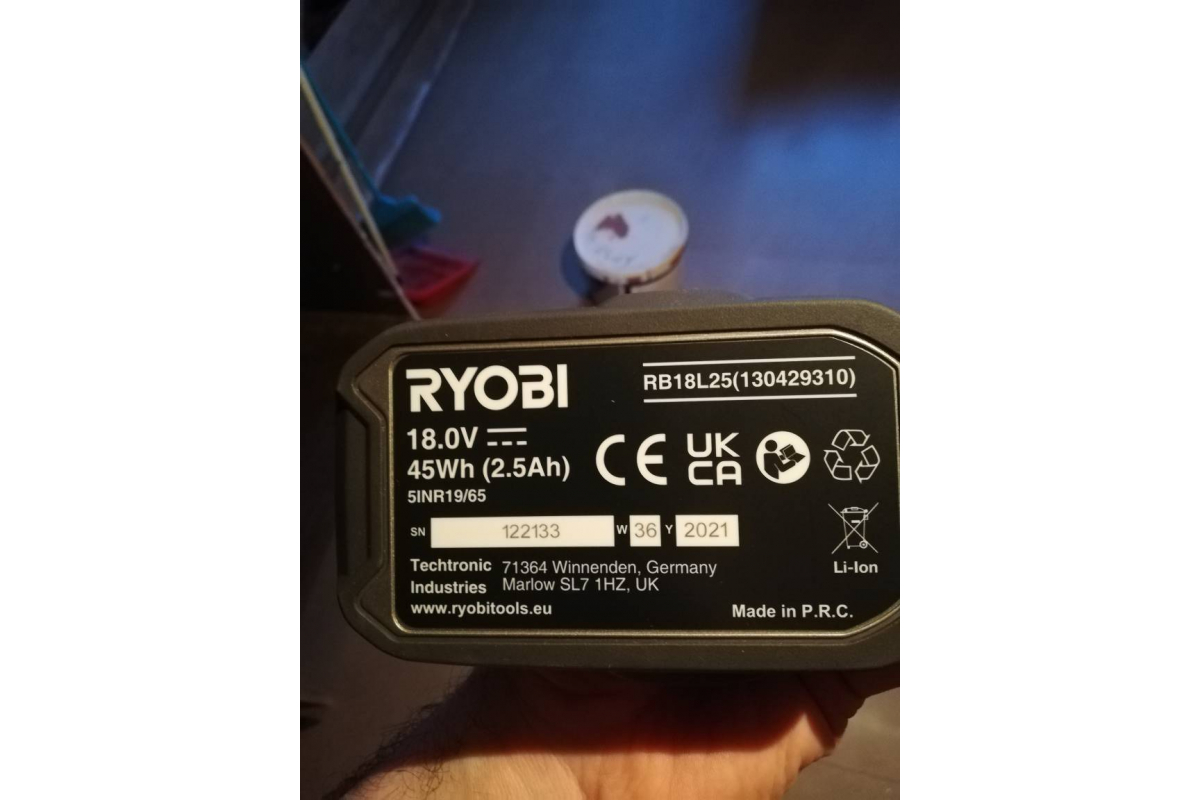 RYOBI
RB18L25(130429310)
18.0V
45Wh (2.5Ah)
5INR19/65
CE UK CA
SN 122133 W 36 Y 2021
Li-Ion
Techtronic Industries
71364 Winnenden, Germany
Marlow SL7 1HZ, UK
www.ryobitools.eu
Made in P.R.C.